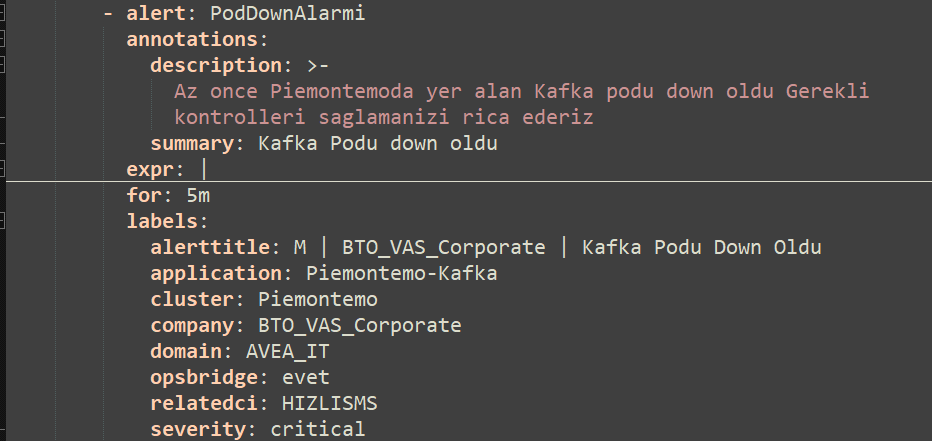 - alert: PodDownAlarmi
annotations:
description: >-
Az once Piemontemoda yer alan Kafka podu down oldu Gerekli
kontrolleri saglamanizi rica ederiz
summary: Kafka Podu down oldu
expr: |
for: 5m
labels:
alerttitle: M | BTO_VAS_Corporate | Kafka Podu Down Oldu
application: Piemontemo-Kafka
cluster: Piemontemo
company: BTO_VAS_Corporate
domain: AVEA_IT
opsbridge: evet
relatedci: HIZLISMS
severity: critical